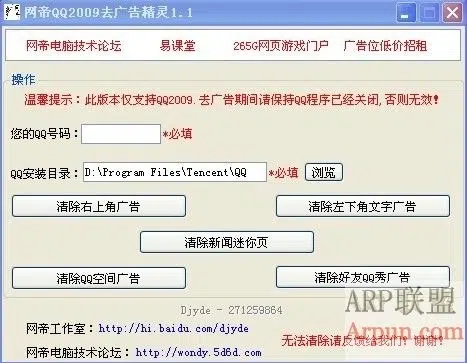 网帝QQ2009去广告精灵1.1
网帝电脑技术论坛 易课堂 265G网页游戏门户 广告位低价招租
操作
温馨提示：此版本仅支持QQ2009.去广告期间请保持QQ程序已经关闭,否则无效!
您的QQ号码： *必填
QQ安装目录： D:\Program Files\Tencent\QQ *必填 浏览
清除右上角广告 清除左下角文字广告
清除新闻迷你页
清除QQ空间广告 清除好友QQ秀广告
Djyde - 271259864
网帝工作室：http://hi.baidu.com/djyde
无法清除请反馈给我们！谢谢!
网帝电脑技术论坛：http://wondy.5d6d.com
ARP联盟
Arpun.com